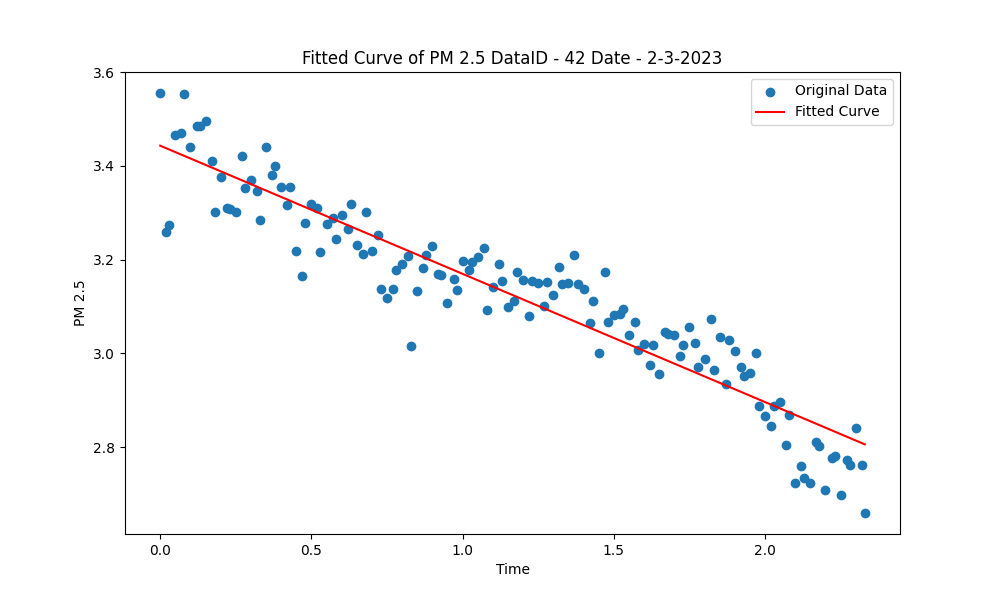 Fitted Curve of PM 2.5 DataID - 42 Date - 2-3-2023
Original Data
Fitted Curve
PM 2.5
3.6
3.4
3.2
3.0
2.8
0.0 0.5 1.0 1.5 2.0
Time